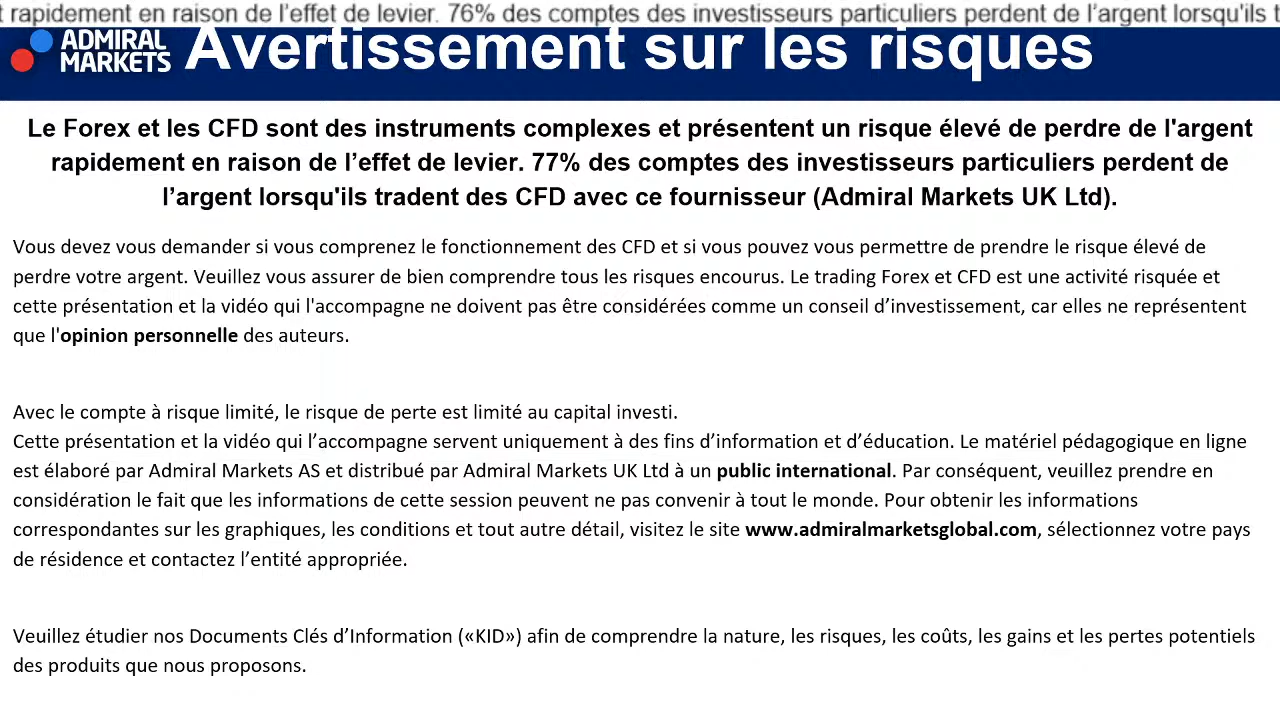 t rapidement en raison de l’effet de levier. 76% des comptes des investisseurs particuliers perdent de l’argent lorsqu'ils t
ADMIRAL
MARKETS
Avertissement sur les risques
Le Forex et les CFD sont des instruments complexes et présentent un risque élevé de perdre de l'argent
rapidement en raison de l’effet de levier. 77% des comptes des investisseurs particuliers perdent de
l’argent lorsqu'ils tradent des CFD avec ce fournisseur (Admiral Markets UK Ltd).
Vous devez vous demander si vous comprenez le fonctionnement des CFD et si vous pouvez vous permettre de prendre le risque élevé de
perdre votre argent. Veuillez vous assurer de bien comprendre tous les risques encourus. Le trading Forex et CFD est une activité risquée et
cette présentation et la vidéo qui l'accompagne ne doivent pas être considérées comme un conseil d’investissement, car elles ne représentent
que l'opinion personnelle des auteurs.
Avec le compte à risque limité, le risque de perte est limité au capital investi.
Cette présentation et la vidéo qui l’accompagne servent uniquement à des fins d’information et d’éducation. Le matériel pédagogique en ligne
est élaboré par Admiral Markets AS et distribué par Admiral Markets UK Ltd à un public international. Par conséquent, veuillez prendre en
considération le fait que les informations de cette session peuvent ne pas convenir à tout le monde. Pour obtenir les informations
correspondantes sur les graphiques, les conditions et tout autre détail, visitez le site www.admiralmarketsglobal.com, sélectionnez votre pays
de résidence et contactez l’entité appropriée.
Veuillez étudier nos Documents Clés d’Information («KID») afin de comprendre la nature, les risques, les coûts, les gains et les pertes potentiels
des produits que nous proposons.